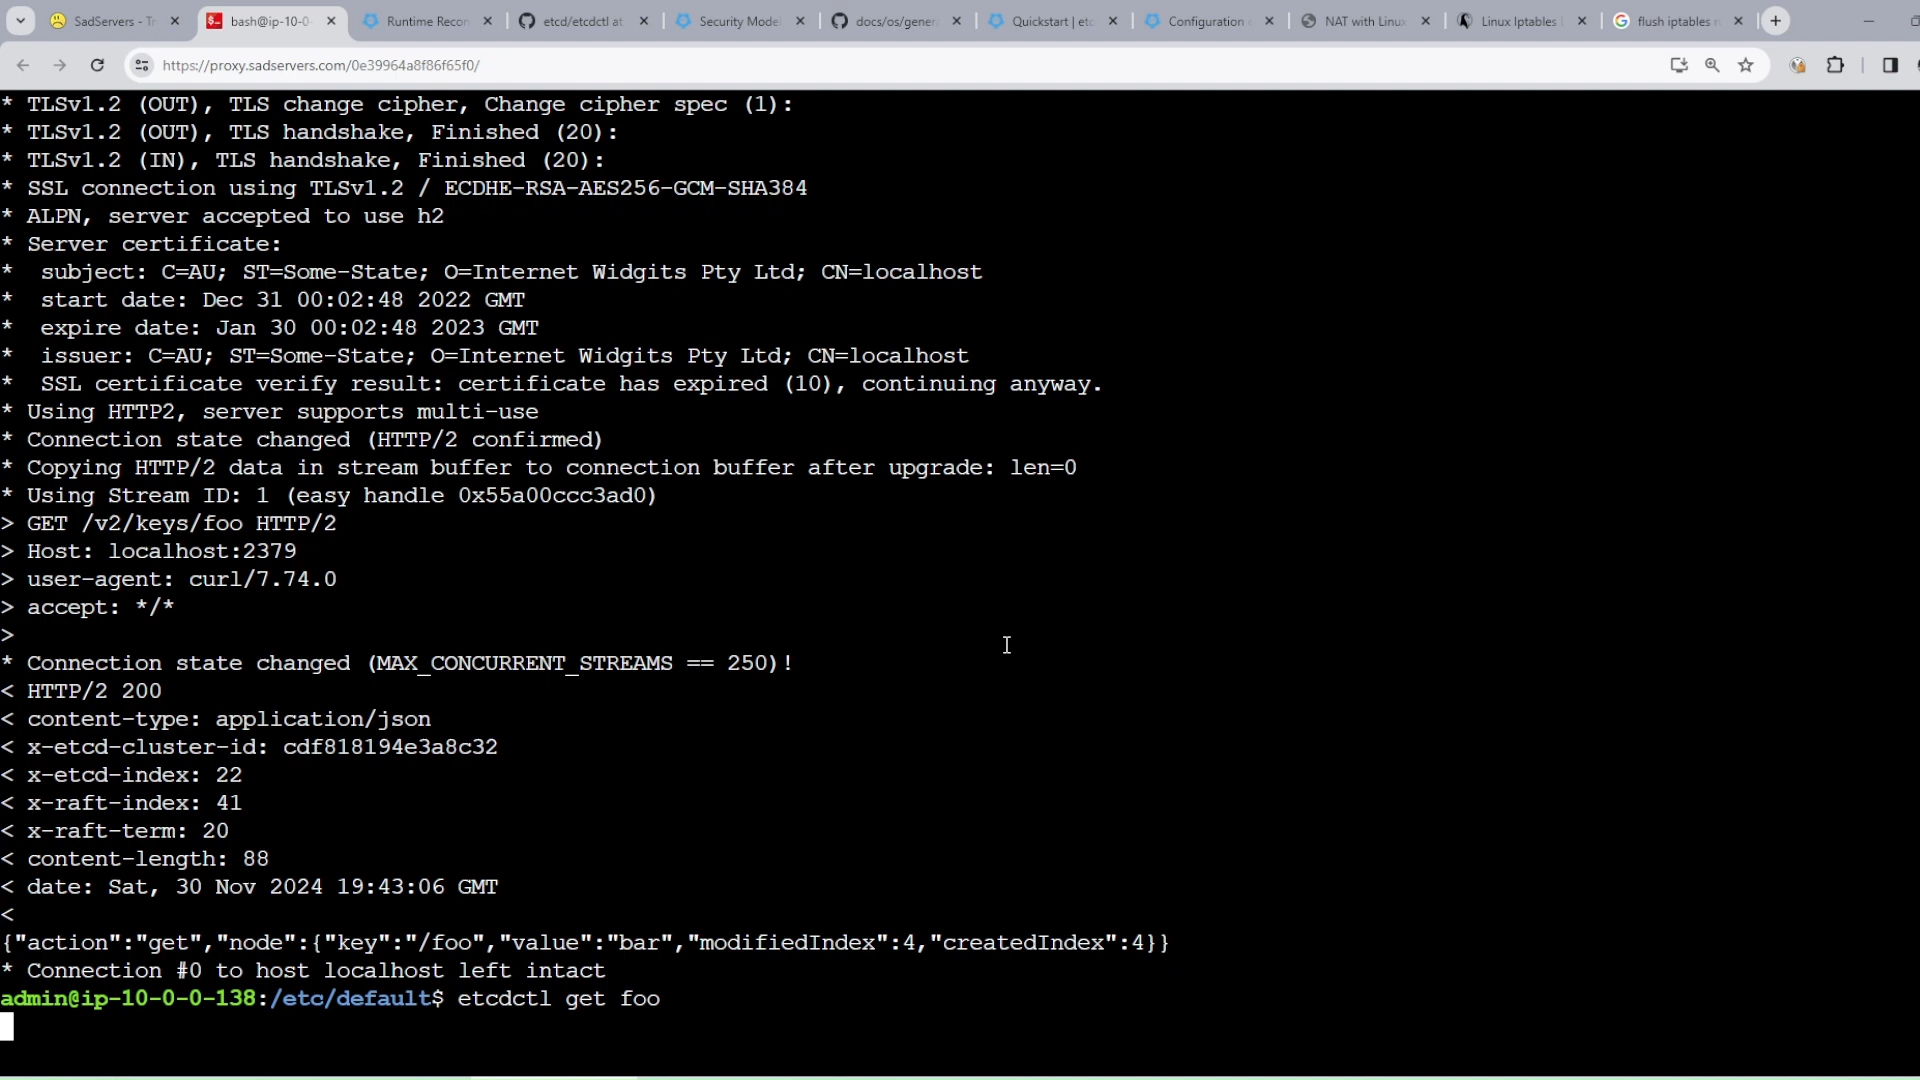 SadServers - Tr
bash@ip-10-0-
Runtime Recon
etcd/etcdctl at
Security Model
docs/os/genera
Quickstart | etc
Configuration
NAT with Linux
Linux Iptables
flush iptables r
https://proxy.sadservers.com/0e39964a8f86f65f0/
* TLSv1.2 (OUT), TLS change cipher, Change cipher spec (1):
* TLSv1.2 (OUT), TLS handshake, Finished (20):
* TLSv1.2 (IN), TLS handshake, Finished (20):
* SSL connection using TLSv1.2 / ECDHE-RSA-AES256-GCM-SHA384
* ALPN, server accepted to use h2
* Server certificate:
*  subject: C=AU; ST=Some-State; O=Internet Widgits Pty Ltd; CN=localhost
*  start date: Dec 31 00:02:48 2022 GMT
*  expire date: Jan 30 00:02:48 2023 GMT
*  issuer: C=AU; ST=Some-State; O=Internet Widgits Pty Ltd; CN=localhost
*  SSL certificate verify result: certificate has expired (10), continuing anyway.
* Using HTTP2, server supports multi-use
* Connection state changed (HTTP/2 confirmed)
* Copying HTTP/2 data in stream buffer to connection buffer after upgrade: len=0
* Using Stream ID: 1 (easy handle 0x55a00ccc3ad0)
> GET /v2/keys/foo HTTP/2
> Host: localhost:2379
> user-agent: curl/7.74.0
> accept: */*
>
* Connection state changed (MAX_CONCURRENT_STREAMS == 250)!
< HTTP/2 200
< content-type: application/json
< x-etcd-cluster-id: cdf818194e3a8c32
< x-etcd-index: 22
< x-raft-index: 41
< x-raft-term: 20
< content-length: 88
< date: Sat, 30 Nov 2024 19:43:06 GMT
<
{"action":"get","node":{"key":"/foo","value":"bar","modifiedIndex":4,"createdIndex":4}}
* Connection #0 to host localhost left intact
admin@ip-10-0-0-138:/etc/default$ etcdctl get foo